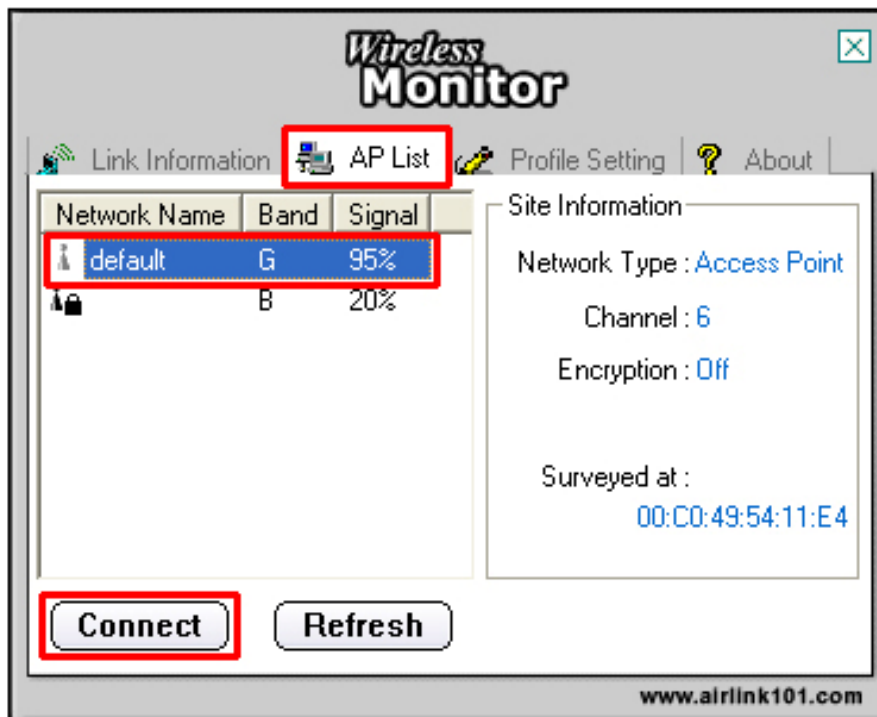 Wireless
Monitor
Link Information AP List Profile Setting About
Network Name Band Signal
default G 95%
B 20%
Site Information
Network Type : Access Point
Channel : 6
Encryption : Off
Surveyed at :
00:C0:49:54:11:E4
Connect Refresh
www.airlink101.com